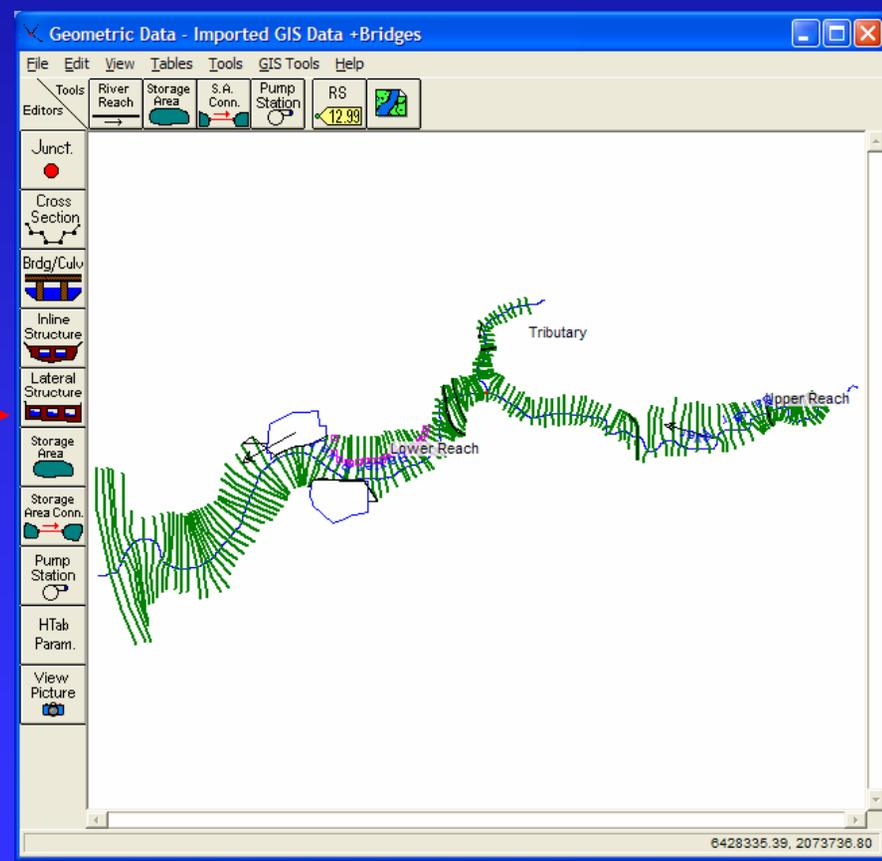 Geometric Data - Imported GIS Data +Bridges
File Edit View Tables Tools GIS Tools Help
Tools
Editors
River
Reach
Storage
Area
S.A.
Conn.
Pump
Station
RS
12.99
Junct.
Cross
Section
Brdg/Culv
Inline
Structure
Lateral
Structure
Storage
Area
Storage
Area Conn.
Pump
Station
HTab
Param.
View
Picture
Tributary
Upper Reach
Lower Reach
6428335.39, 2073736.80